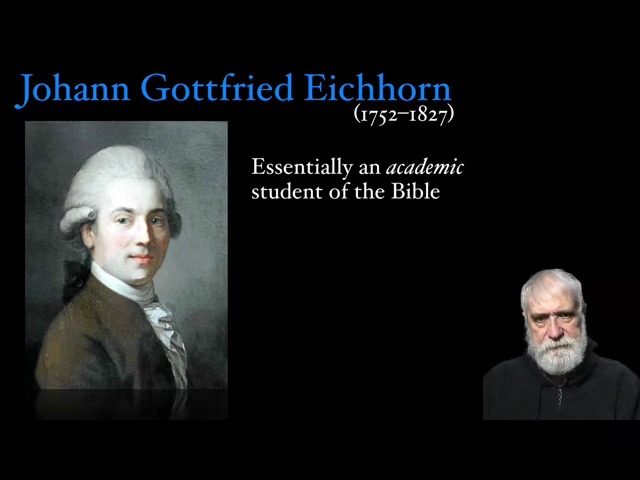 Johann Gottfried Eichhorn
(1752–1827)
Essentially an academic
student of the Bible